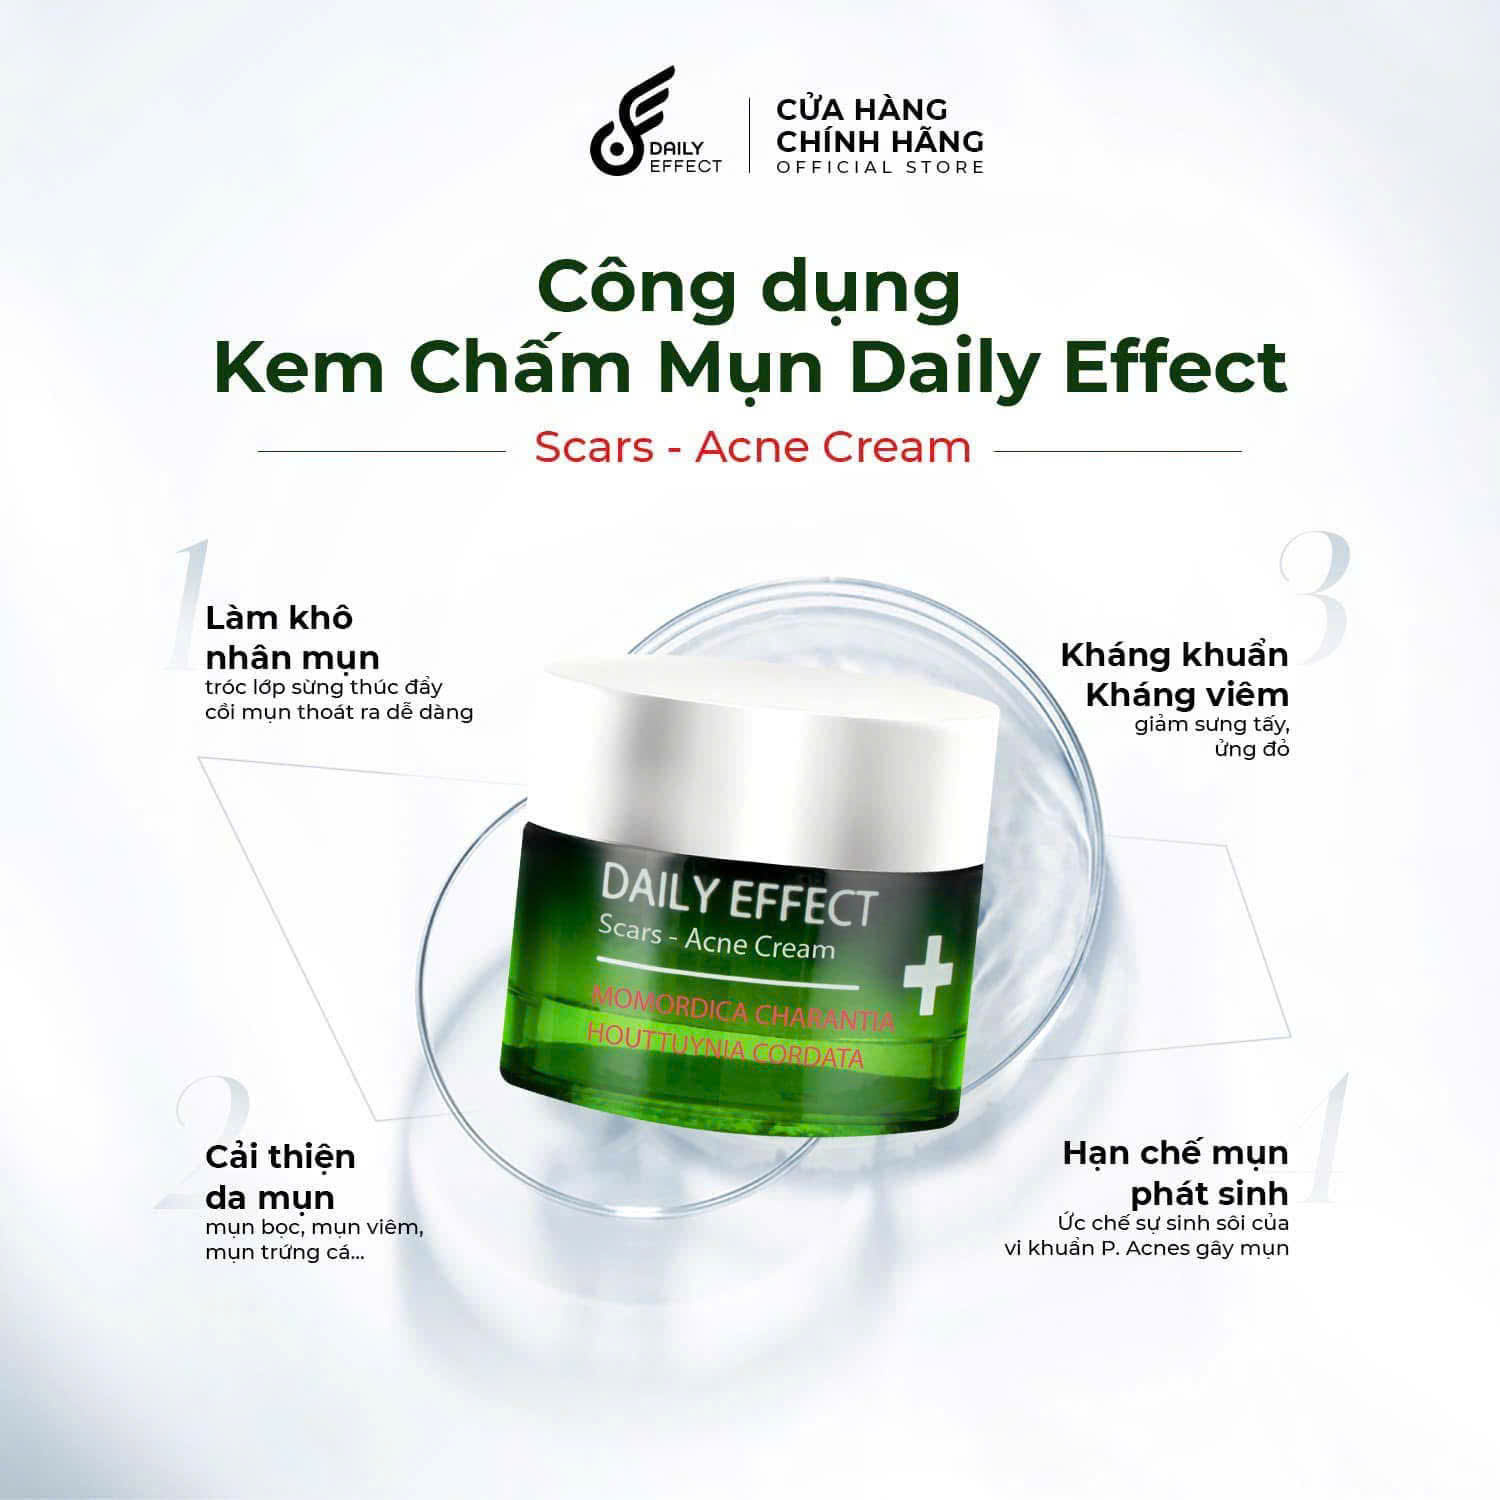 DAILY
EFFECT
CỬA HÀNG
CHÍNH HÃNG
OFFICIAL STORE
Công dụng
Kem Chấm Mụn Daily Effect
Scars - Acne Cream
1
Làm khô
nhân mụn
tróc lớp sừng thúc đẩy
cồi mụn thoát ra dễ dàng
2
Cải thiện
da mụn
mụn bọc, mụn viêm,
mụn trứng cá...
3
Kháng khuẩn
Kháng viêm
giảm sưng tấy,
ửng đỏ
4
Hạn chế mụn
phát sinh
Ức chế sự sinh sôi của
vi khuẩn P. Acnes gây mụn
DAILY EFFECT
Scars - Acne Cream
MOMORDICA CHARANTIA
HOUTTUYNIA CORDATA